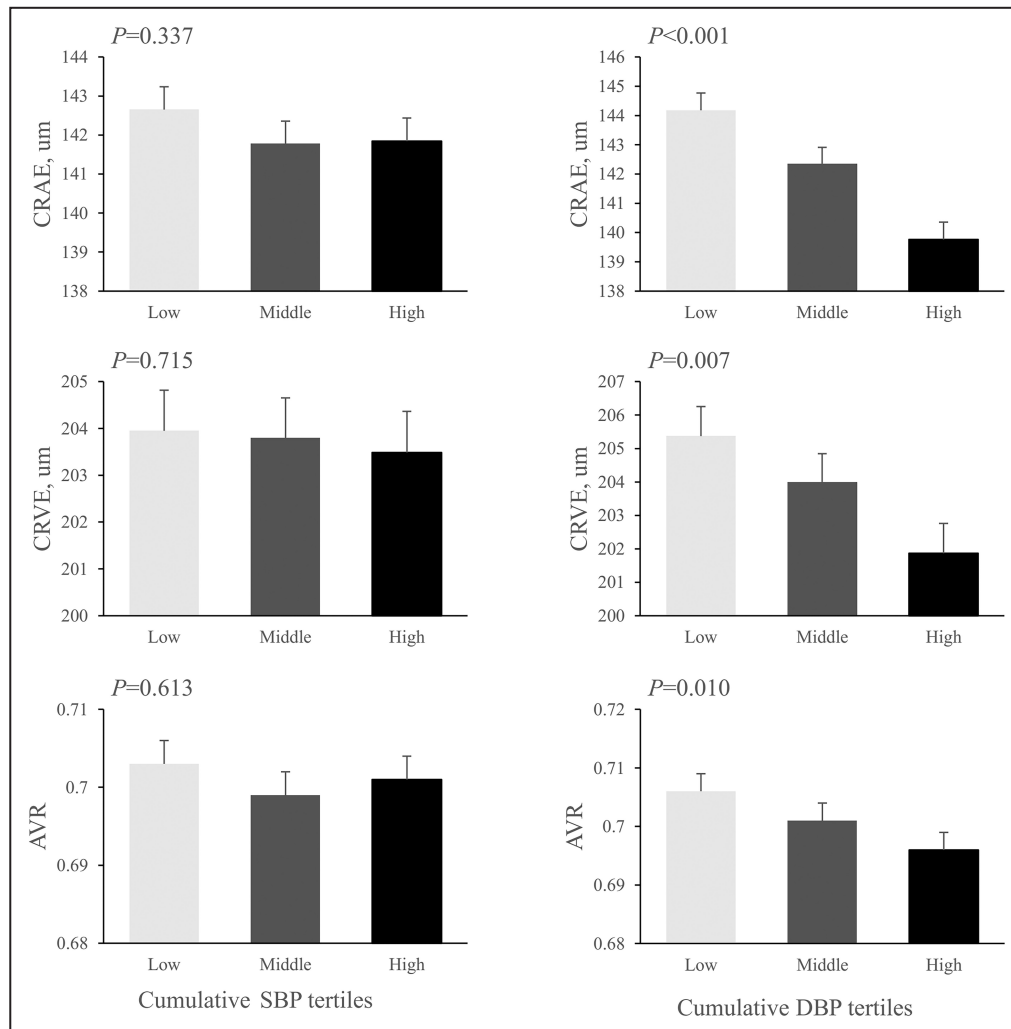 P=0.337
144
143
142
141
140
139
138
CRAE, um
Low Middle High
P<0.001
146
145
144
143
142
141
140
139
138
CRAE, um
Low Middle High
P=0.715
205
204
203
202
201
200
CRVE, um
Low Middle High
P=0.007
207
206
205
204
203
202
201
200
CRVE, um
Low Middle High
P=0.613
0.71
0.7
0.69
0.68
AVR
Low Middle High
Cumulative SBP tertiles
P=0.010
0.72
0.71
0.7
0.69
0.68
AVR
Low Middle High
Cumulative DBP tertiles